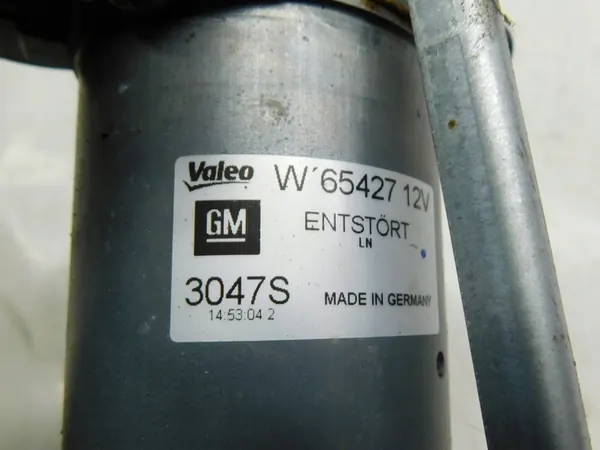 Valeo W´65427 12V
GM ENTSTÖRT
LN
3047S MADE IN GERMANY
14:53:04 2